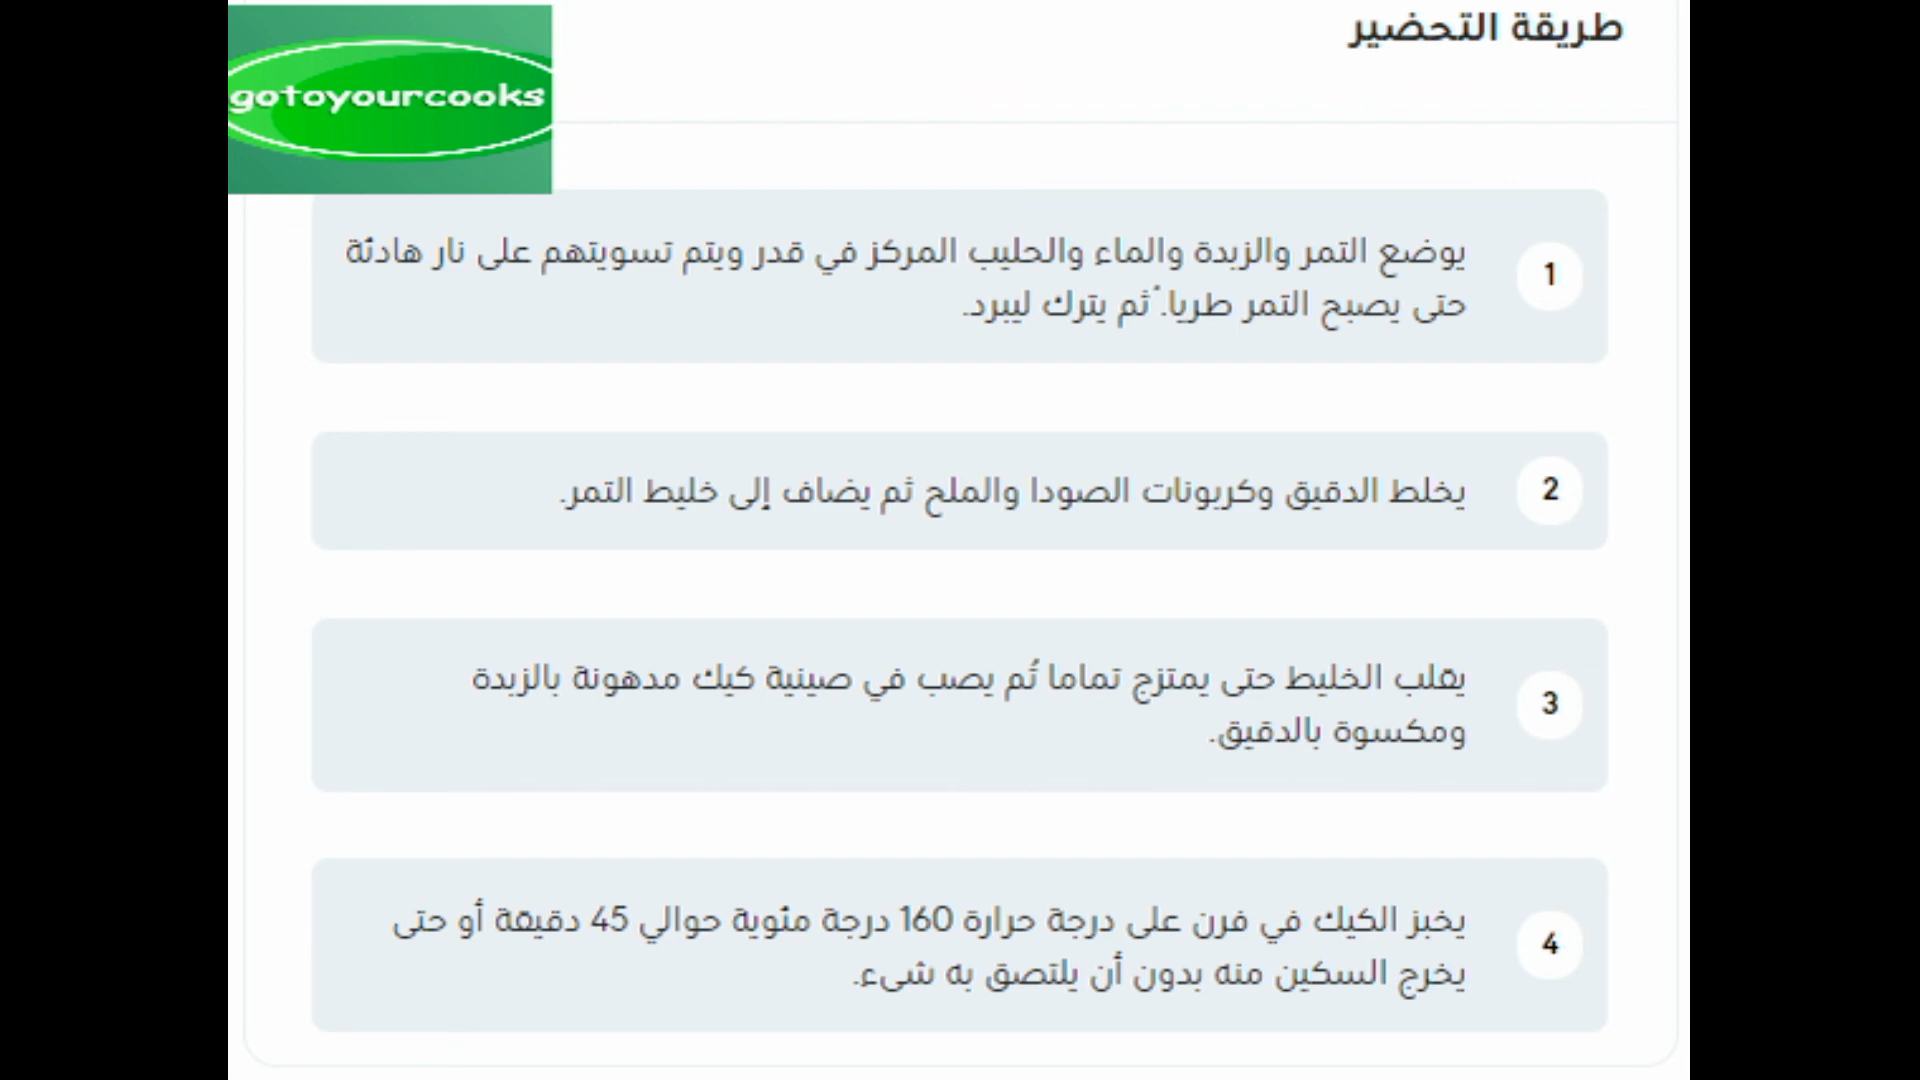 طريقة التحضير
gotoyourcooks
1
يوضع التمر والزبدة والماء والحليب المركز في قدر ويتم تسويتهم على نار هادئة
حتى يصبح التمر طريا. ثم يترك ليبرد.
2
يخلط الدقيق وكربونات الصودا والملح ثم يضاف إلى خليط التمر.
3
يقلب الخليط حتى يمتزج تماما ثم يصب في صينية كيك مدهونة بالزبدة
ومكسوة بالدقيق.
4
يخبز الكيك في فرن على درجة حرارة 160 درجة مئوية حوالي 45 دقيقة أو حتى
يخرج السكين منه بدون أن يلتصق به شىء.